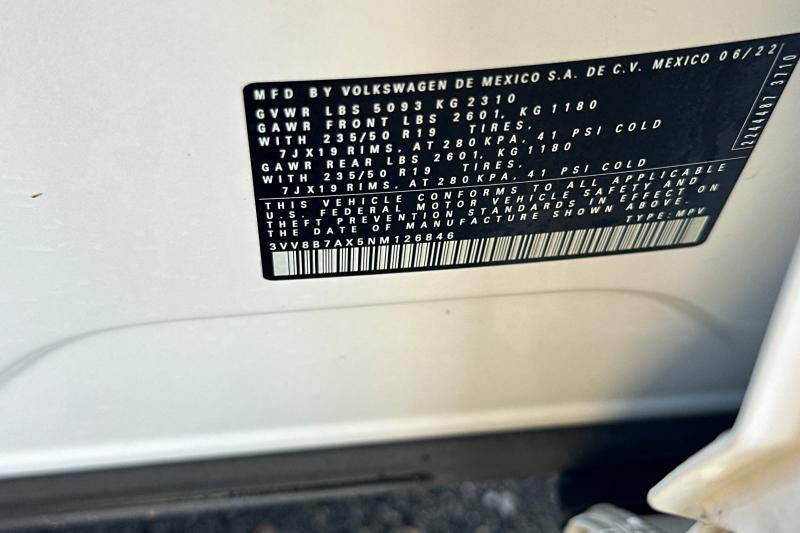 MFD BY VOLKSWAGEN DE MEXICO S.A. DE C.V. MEXICO 06/22
GVWR LBS 5093 KG 2310
GAWR FRONT LBS 2601, KG 1180
WITH 235/50 R19 TIRES,
7JX19 RIMS, AT 280 KPA, 41 PSI COLD
GAWR REAR LBS 2601, KG 1180
WITH 235/50 R19 TIRES,
7JX19 RIMS, AT 280 KPA, 41 PSI COLD
THIS VEHICLE CONFORMS TO ALL APPLICABLE
U.S. FEDERAL MOTOR VEHICLE SAFETY AND
THEFT PREVENTION STANDARDS IN EFFECT ON
THE DATE OF MANUFACTURE SHOWN ABOVE.
3VV8B7AX5NM126846 TYPE: MPV
2244487 3710